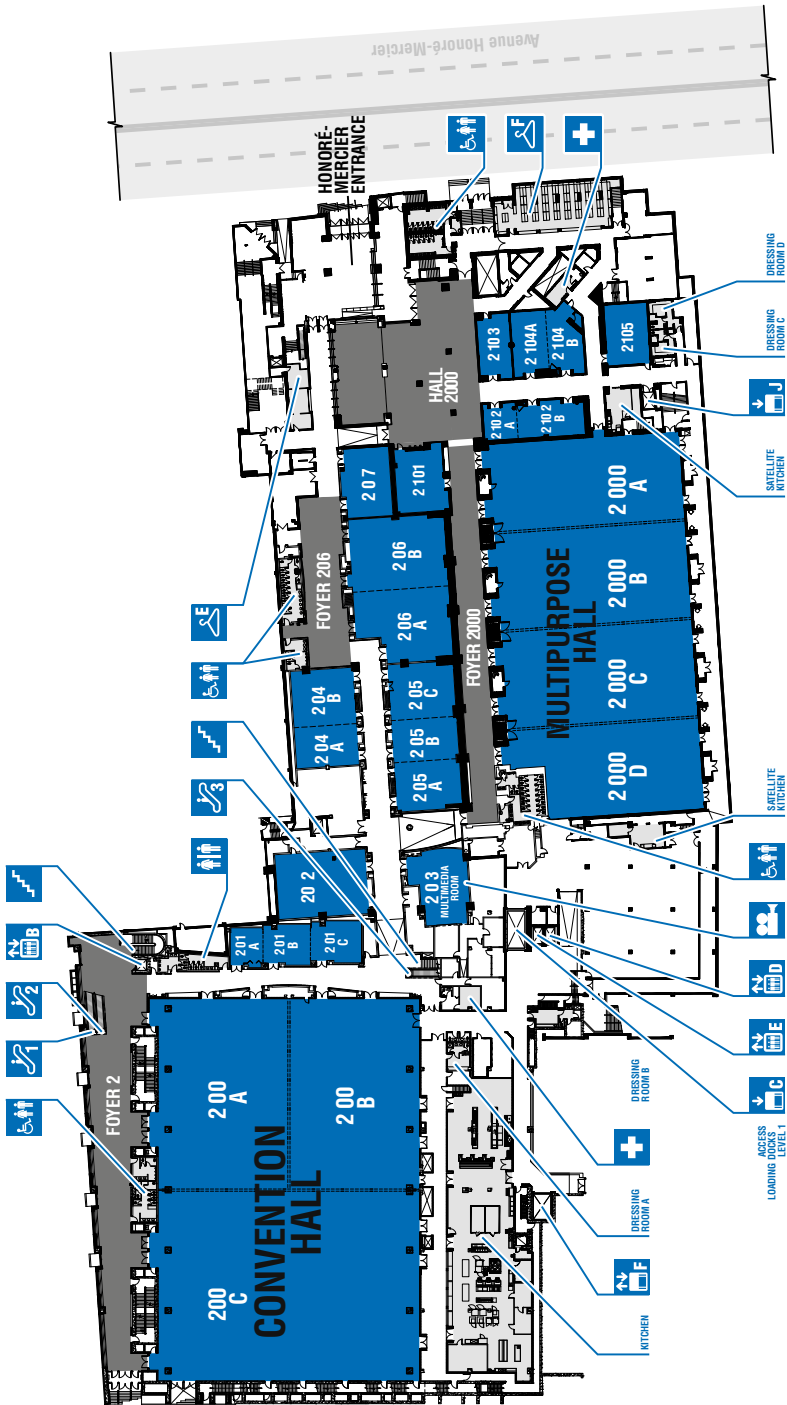 Avenue Honoré-Mercier
HONORÉ-
MERCIER
ENTRANCE
F
E
HALL
2000
2103
2104A
2104
B
2105
DRESSING
ROOM D
DRESSING
ROOM C
J
SATELLITE
KITCHEN
2102
A
2102
B
207
2101
FOYER 206
206
B
206
A
FOYER 2000
MULTIPURPOSE
HALL
2000
A
2000
B
2000
C
2000
D
204
B
204
A
205
C
205
B
205
A
3
SATELLITE
KITCHEN
202
203
MULTIMEDIA
ROOM
201
A
201
B
201
C
B
2
1
D
E
C
ACCESS
LOADING DOCKS
LEVEL 1
FOYER 2
CONVENTION
HALL
200
A
200
B
200
C
DRESSING
ROOM B
DRESSING
ROOM A
F
KITCHEN